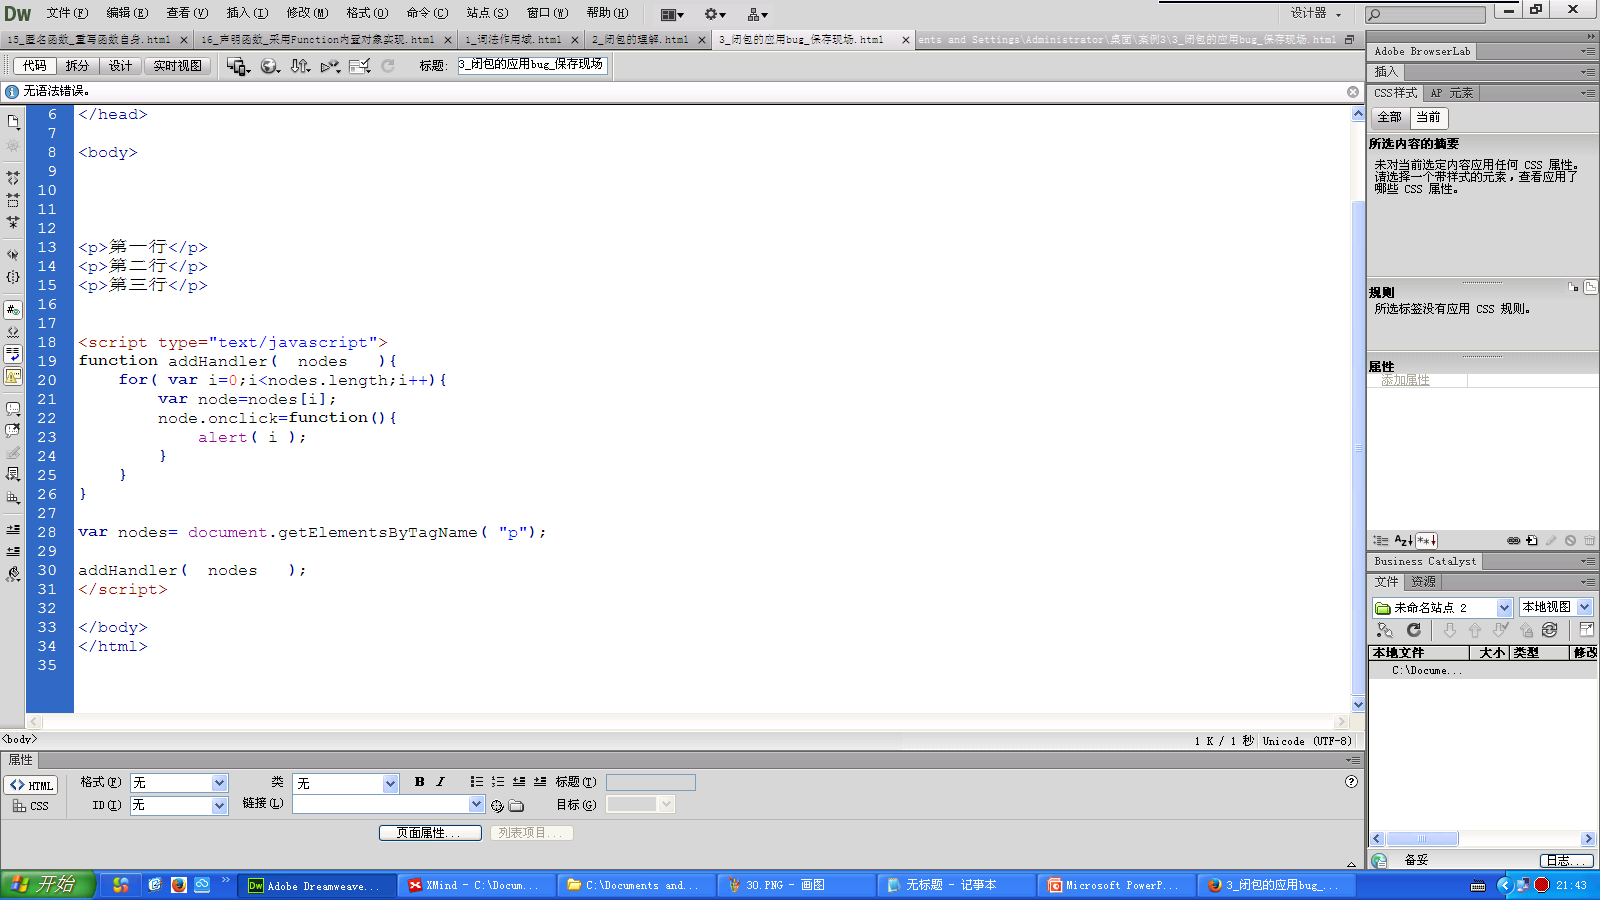 Dw 文件(F) 编辑(E) 查看(V) 插入(I) 修改(M) 格式(O) 命令(C) 站点(S) 窗口(W) 帮助(H) 设计器
15_匿名函数_重写函数自身.html 16_声明函数_采用Function内置对象实现.html 1_词法作用域.html 2_闭包的理解.html 3_闭包的应用bug_保存现场.html ents and Settings\Administrator\桌面\案例3\3_闭包的应用bug_保存现场.html
代码 拆分 设计 实时视图 标题: 3_闭包的应用bug_保存现场
无语法错误。
6 </head>
7
8 <body>
9
10
11
12
13 <p>第一行</p>
14 <p>第二行</p>
15 <p>第三行</p>
16
17
18 <script type="text/javascript">
19 function addHandler(  nodes   ){
20     for( var i=0;i<nodes.length;i++){
21         var node=nodes[i];
22         node.onclick=function(){
23             alert( i );
24         }
25     }
26 }
27
28 var nodes= document.getElementsByTagName( "p");
29
30 addHandler(  nodes   );
31 </script>
32
33 </body>
34 </html>
35
<body> 1 K / 1 秒 Unicode (UTF-8)
属性
<> HTML 格式(F) 无 类 无 B I 标题(T)
CSS ID(I) 无 链接(L) 目标(G)
页面属性... 列表项目...
Adobe BrowserLab
插入
CSS样式 AP 元素
全部 当前
所选内容的摘要
未对当前选定内容应用任何 CSS 属性。
请选择一个带样式的元素，查看应用了
哪些 CSS 属性。
规则
所选标签没有应用 CSS 规则。
属性
添加属性
Business Catalyst
文件 资源
未命名站点 2 本地视图
本地文件 大小 类型 修改
C:\Docume...
备妥 日志...
开始 Adobe Dreamweave... XMind - C:\Docum... C:\Documents and... 30.PNG - 画图 无标题 - 记事本 Microsoft PowerP... 3_闭包的应用bug_... 21:43